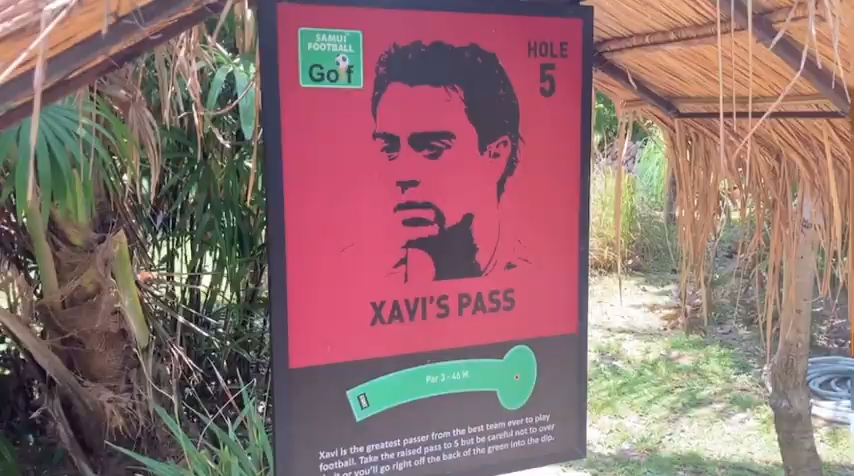 SAMUI
FOOTBALL
Golf
HOLE
5
XAVI'S PASS
Par 3 - 46 M
Xavi is the greatest passer from the best team ever to play
football. Take the raised pass to 5 but be careful not to over
it or you'll go right off the back of the green into the dip.